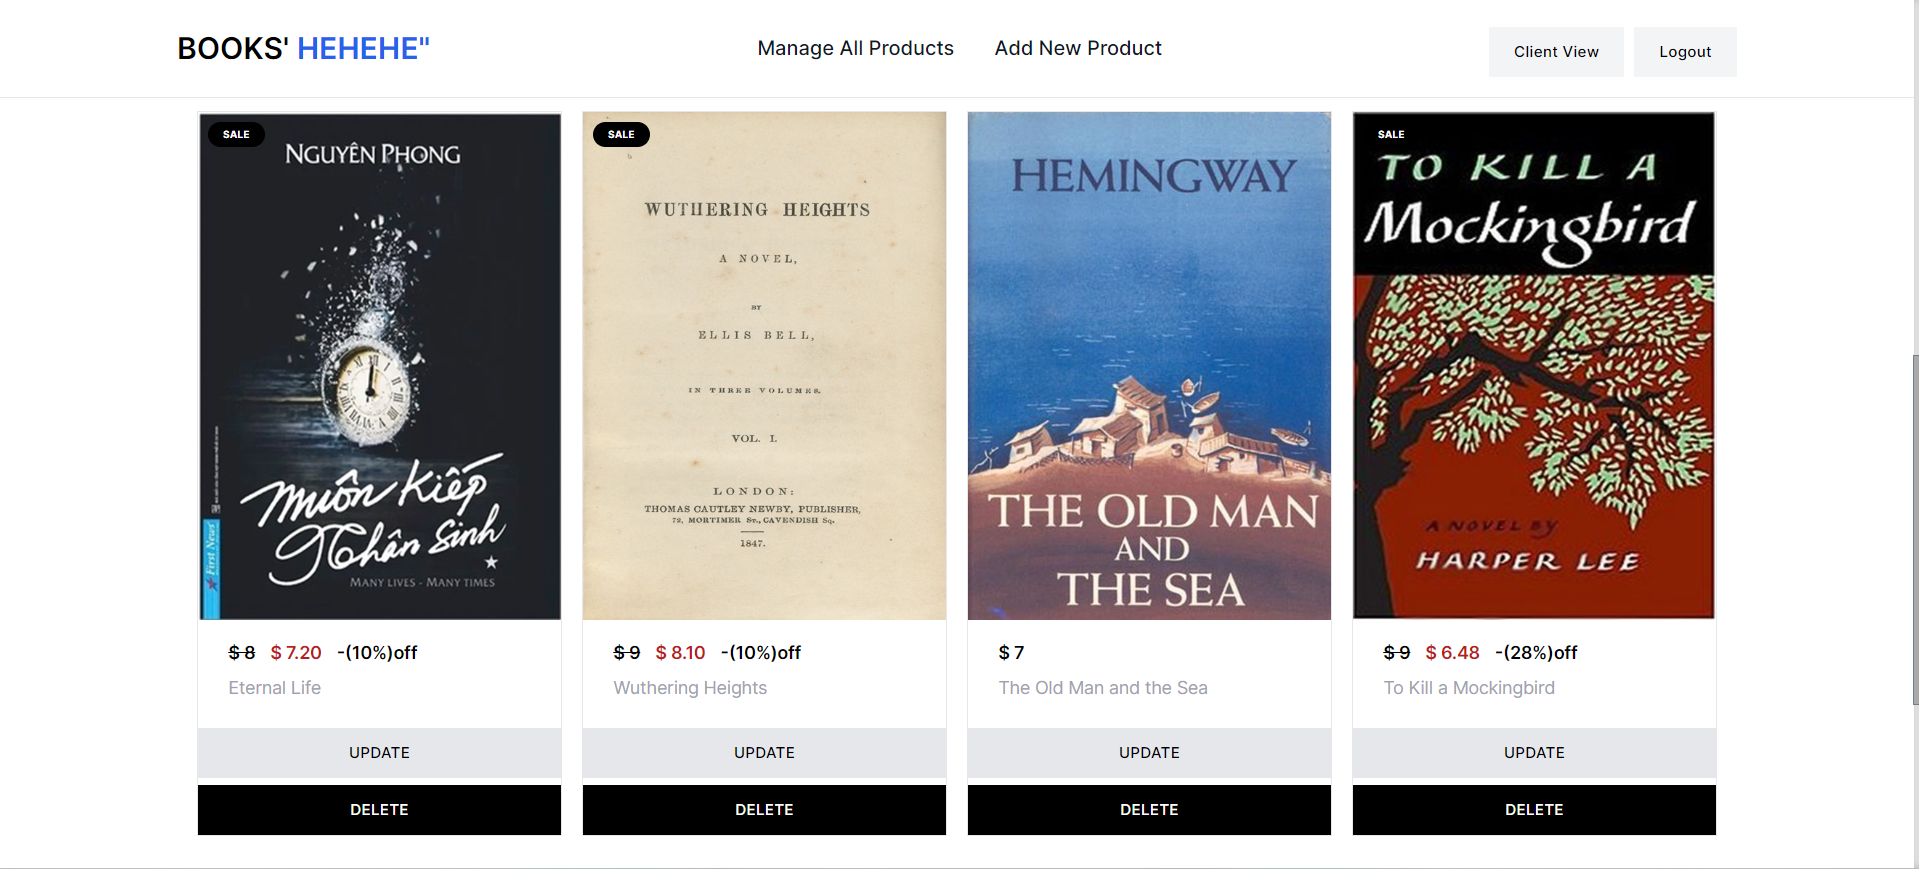 BOOKS' HEHEHE"
Manage All Products
Add New Product
Client View
Logout
SALE
NGUYÊN PHONG
First News
muôn Kiếp
Nhân Sinh
MANY LIVES - MANY TIMES
$ 8 $ 7.20 -(10%)off
Eternal Life
UPDATE
DELETE
SALE
WUTHERING HEIGHTS
A NOVEL,
BY
ELLIS BELL,
IN THREE VOLUMES.
VOL. I.
LONDON:
THOMAS CAUTLEY NEWBY, PUBLISHER,
72, MORTIMER St., CAVENDISH Sq.
1847.
$ 9 $ 8.10 -(10%)off
Wuthering Heights
UPDATE
DELETE
HEMINGWAY
THE OLD MAN
AND
THE SEA
$ 7
The Old Man and the Sea
UPDATE
DELETE
SALE
TO KILL A
Mockingbird
A NOVEL BY
HARPER LEE
$ 9 $ 6.48 -(28%)off
To Kill a Mockingbird
UPDATE
DELETE